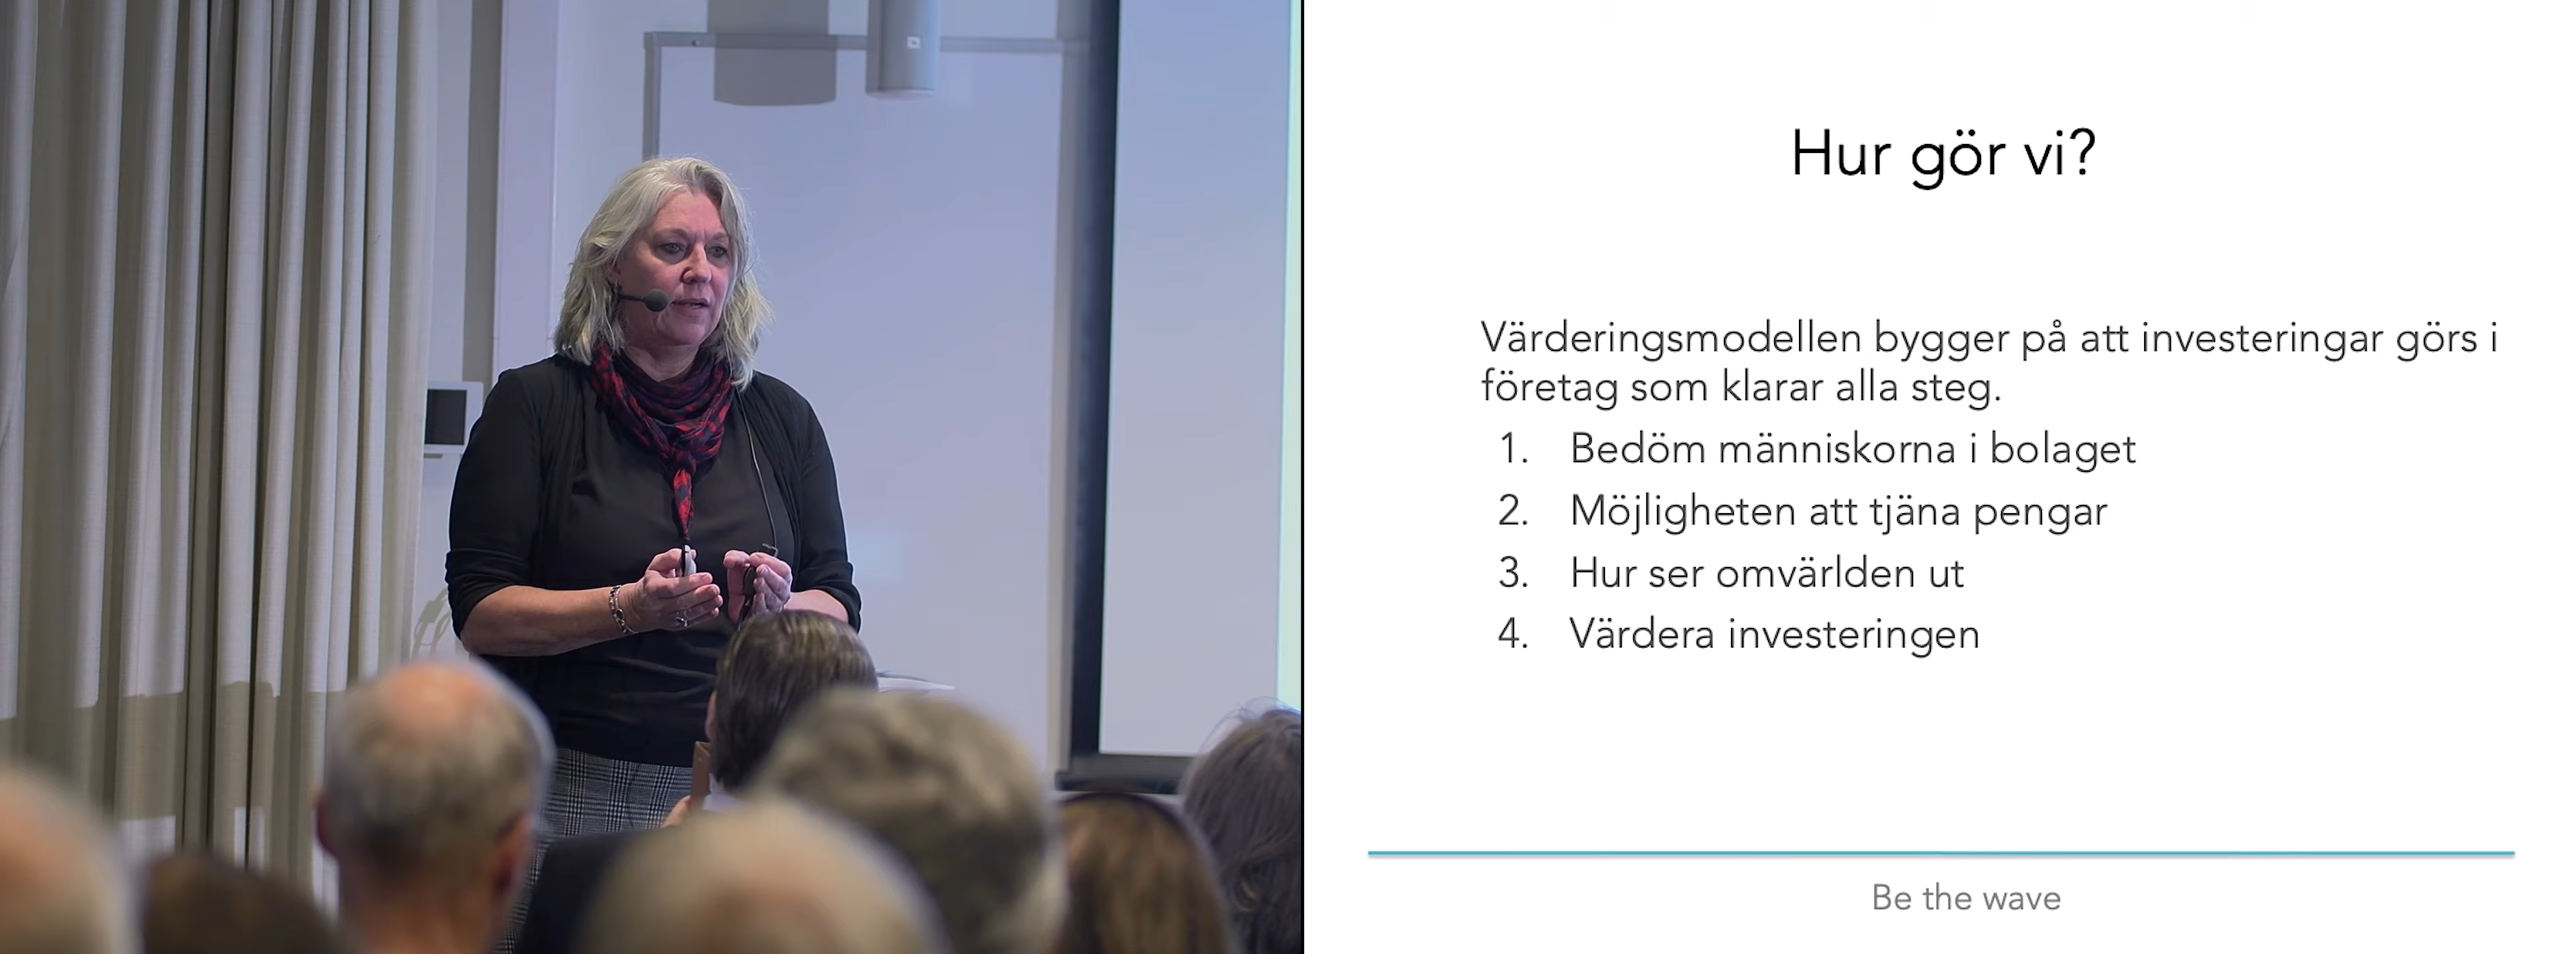 Hur gör vi?
Värderingsmodellen bygger på att investeringar görs i
företag som klarar alla steg.
1. Bedöm människorna i bolaget
2. Möjligheten att tjäna pengar
3. Hur ser omvärlden ut
4. Värdera investeringen
Be the wave